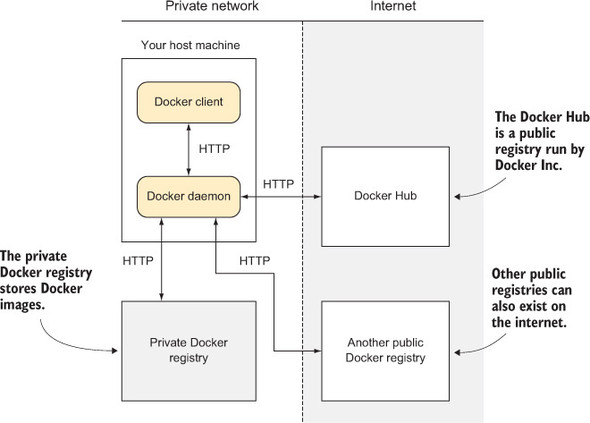 Private network
Internet
Your host machine
Docker client
HTTP
Docker daemon
HTTP
Docker Hub
The Docker Hub
is a public
registry run by
Docker Inc.
HTTP
HTTP
The private
Docker registry
stores Docker
images.
Private Docker
registry
Another public
Docker registry
Other public
registries can
also exist on
the internet.